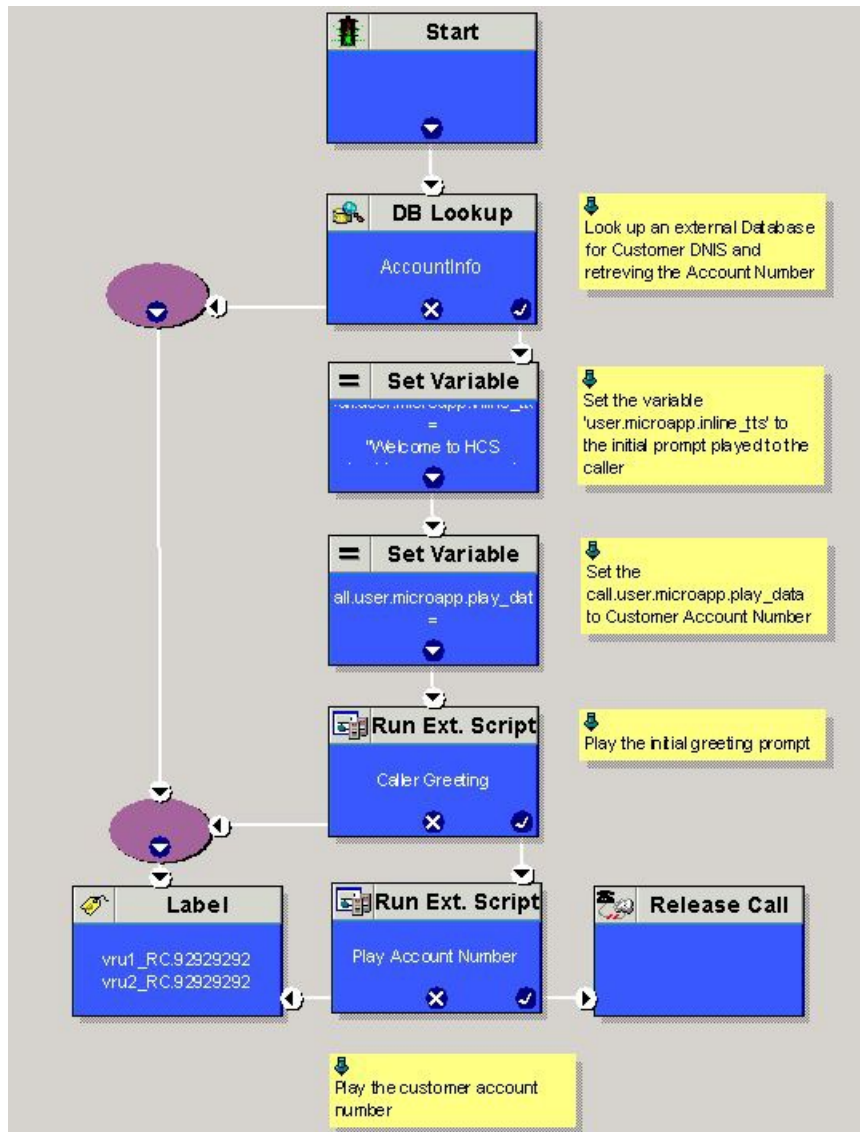 Start
DB Lookup
AccountInfo
Look up an external Database
for Customer DNIS and
retreving the Account Number
Set Variable
=
"Welcome to HCS
Set the variable
'user.microapp.inline_tts' to
the initial prompt played to the
caller
Set Variable
all.user.microapp.play_dat
=
Set the
call.user.microapp.play_data
to Customer Account Number
Run Ext. Script
Caller Greeting
Play the initial greeting prompt
Label
vru1_RC.92929292
vru2_RC.92929292
Run Ext. Script
Play Account Number
Release Call
Play the customer account
number